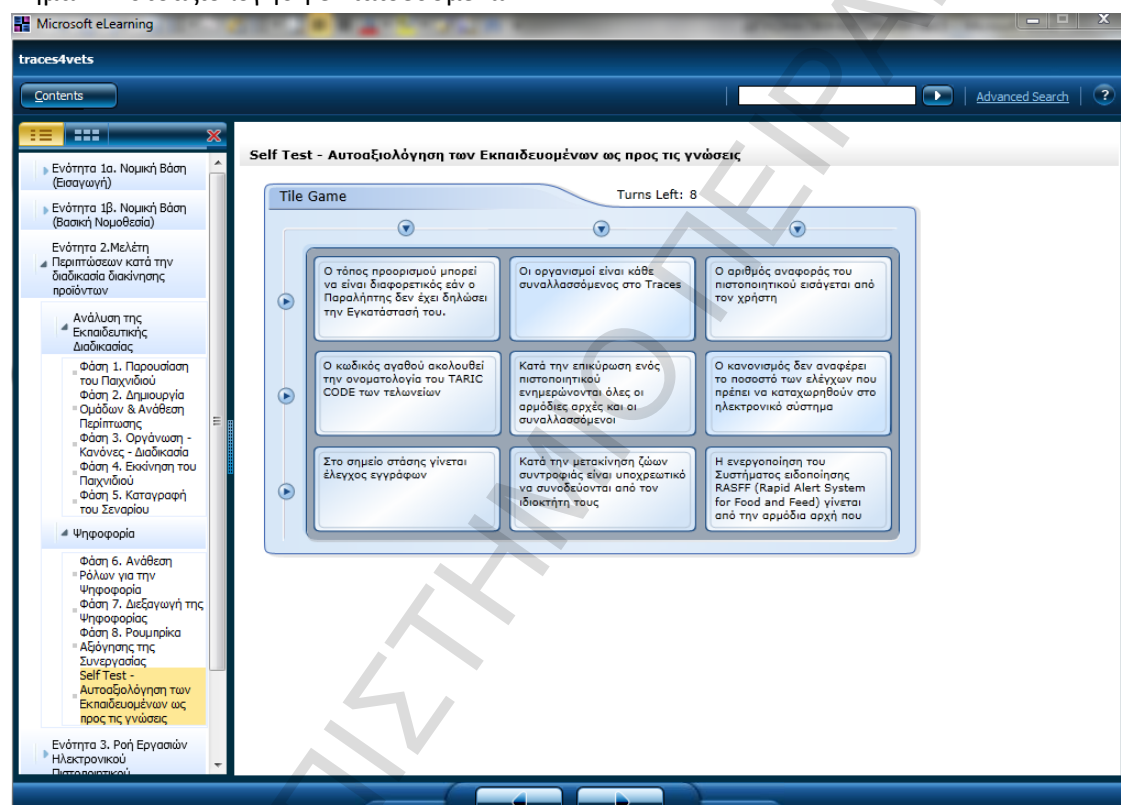 Microsoft eLearning
traces4vets
Contents
Advanced Search
?
Ενότητα 1α. Νομική Βάση
(Εισαγωγή)
Ενότητα 1β. Νομική Βάση
(Βασική Νομοθεσία)
Ενότητα 2.Μελέτη
Περιπτώσεων κατά την
διαδικασία διακίνησης
προϊόντων
Ανάλυση της
Εκπαιδευτικής
Διαδικασίας
Φάση 1. Παρουσίαση
του Παιχνιδιού
Φάση 2. Δημιουργία
Ομάδων & Ανάθεση
Περίπτωσης
Φάση 3. Οργάνωση -
Κανόνες - Διαδικασία
Φάση 4. Εκκίνηση του
Παιχνιδιού
Φάση 5. Καταγραφή
του Σεναρίου
Ψηφοφορία
Φάση 6. Ανάθεση
Ρόλων για την
Ψηφοφορία
Φάση 7. Διεξαγωγή της
Ψηφοφορίας
Φάση 8. Ρουμπρίκα
Αξιόγησης της
Συνεργασίας
Self Test -
Αυτοαξιολόγηση των
Εκπαιδευομένων ως
προς τις γνώσεις
Ενότητα 3. Ροή Εργασιών
Ηλεκτρονικού
Πιστοποιητικού
Self Test - Αυτοαξιολόγηση των Εκπαιδευομένων ως προς τις γνώσεις
Tile Game
Turns Left: 8
Ο τόπος προορισμού μπορεί
να είναι διαφορετικός εάν ο
Παραλήπτης δεν έχει δηλώσει
την Εγκατάστασή του.
Οι οργανισμοί είναι κάθε
συναλλασσόμενος στο Traces
Ο αριθμός αναφοράς του
πιστοποιητικού εισάγεται από
τον χρήστη
Ο κωδικός αγαθού ακολουθεί
την ονοματολογία του TARIC
CODE των τελωνείων
Κατά την επικύρωση ενός
πιστοποιητικού
ενημερώνονται όλες οι
αρμόδιες αρχές και οι
συναλλασσόμενοι
Ο κανονισμός δεν αναφέρει
το ποσοστό των ελέγχων που
πρέπει να καταχωρηθούν στο
ηλεκτρονικό σύστημα
Στο σημείο στάσης γίνεται
έλεγχος εγγράφων
Κατά την μετακίνηση ζώων
συντροφιάς είναι υποχρεωτικό
να συνοδεύονται από τον
ιδιοκτήτη τους
Η ενεργοποίηση του
Συστήματος ειδοποίησης
RASFF (Rapid Alert System
for Food and Feed) γίνεται
από την αρμόδια αρχή που